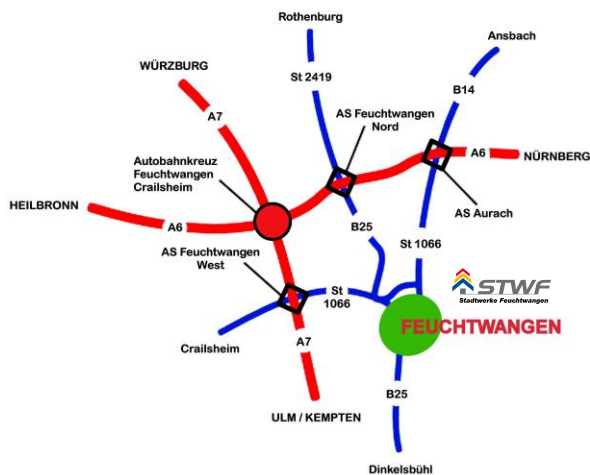 Rothenburg
Ansbach
WÜRZBURG
St 2419
B14
A7
AS Feuchtwangen
Nord
Autobahnkreuz
Feuchtwangen
Crailsheim
A6
NÜRNBERG
HEILBRONN
A6
B25
AS Aurach
AS Feuchtwangen
West
St 1066
St
1066
STWF
Stadtwerke Feuchtwangen
FEUCHTWANGEN
Crailsheim
A7
B25
ULM / KEMPTEN
Dinkelsbühl